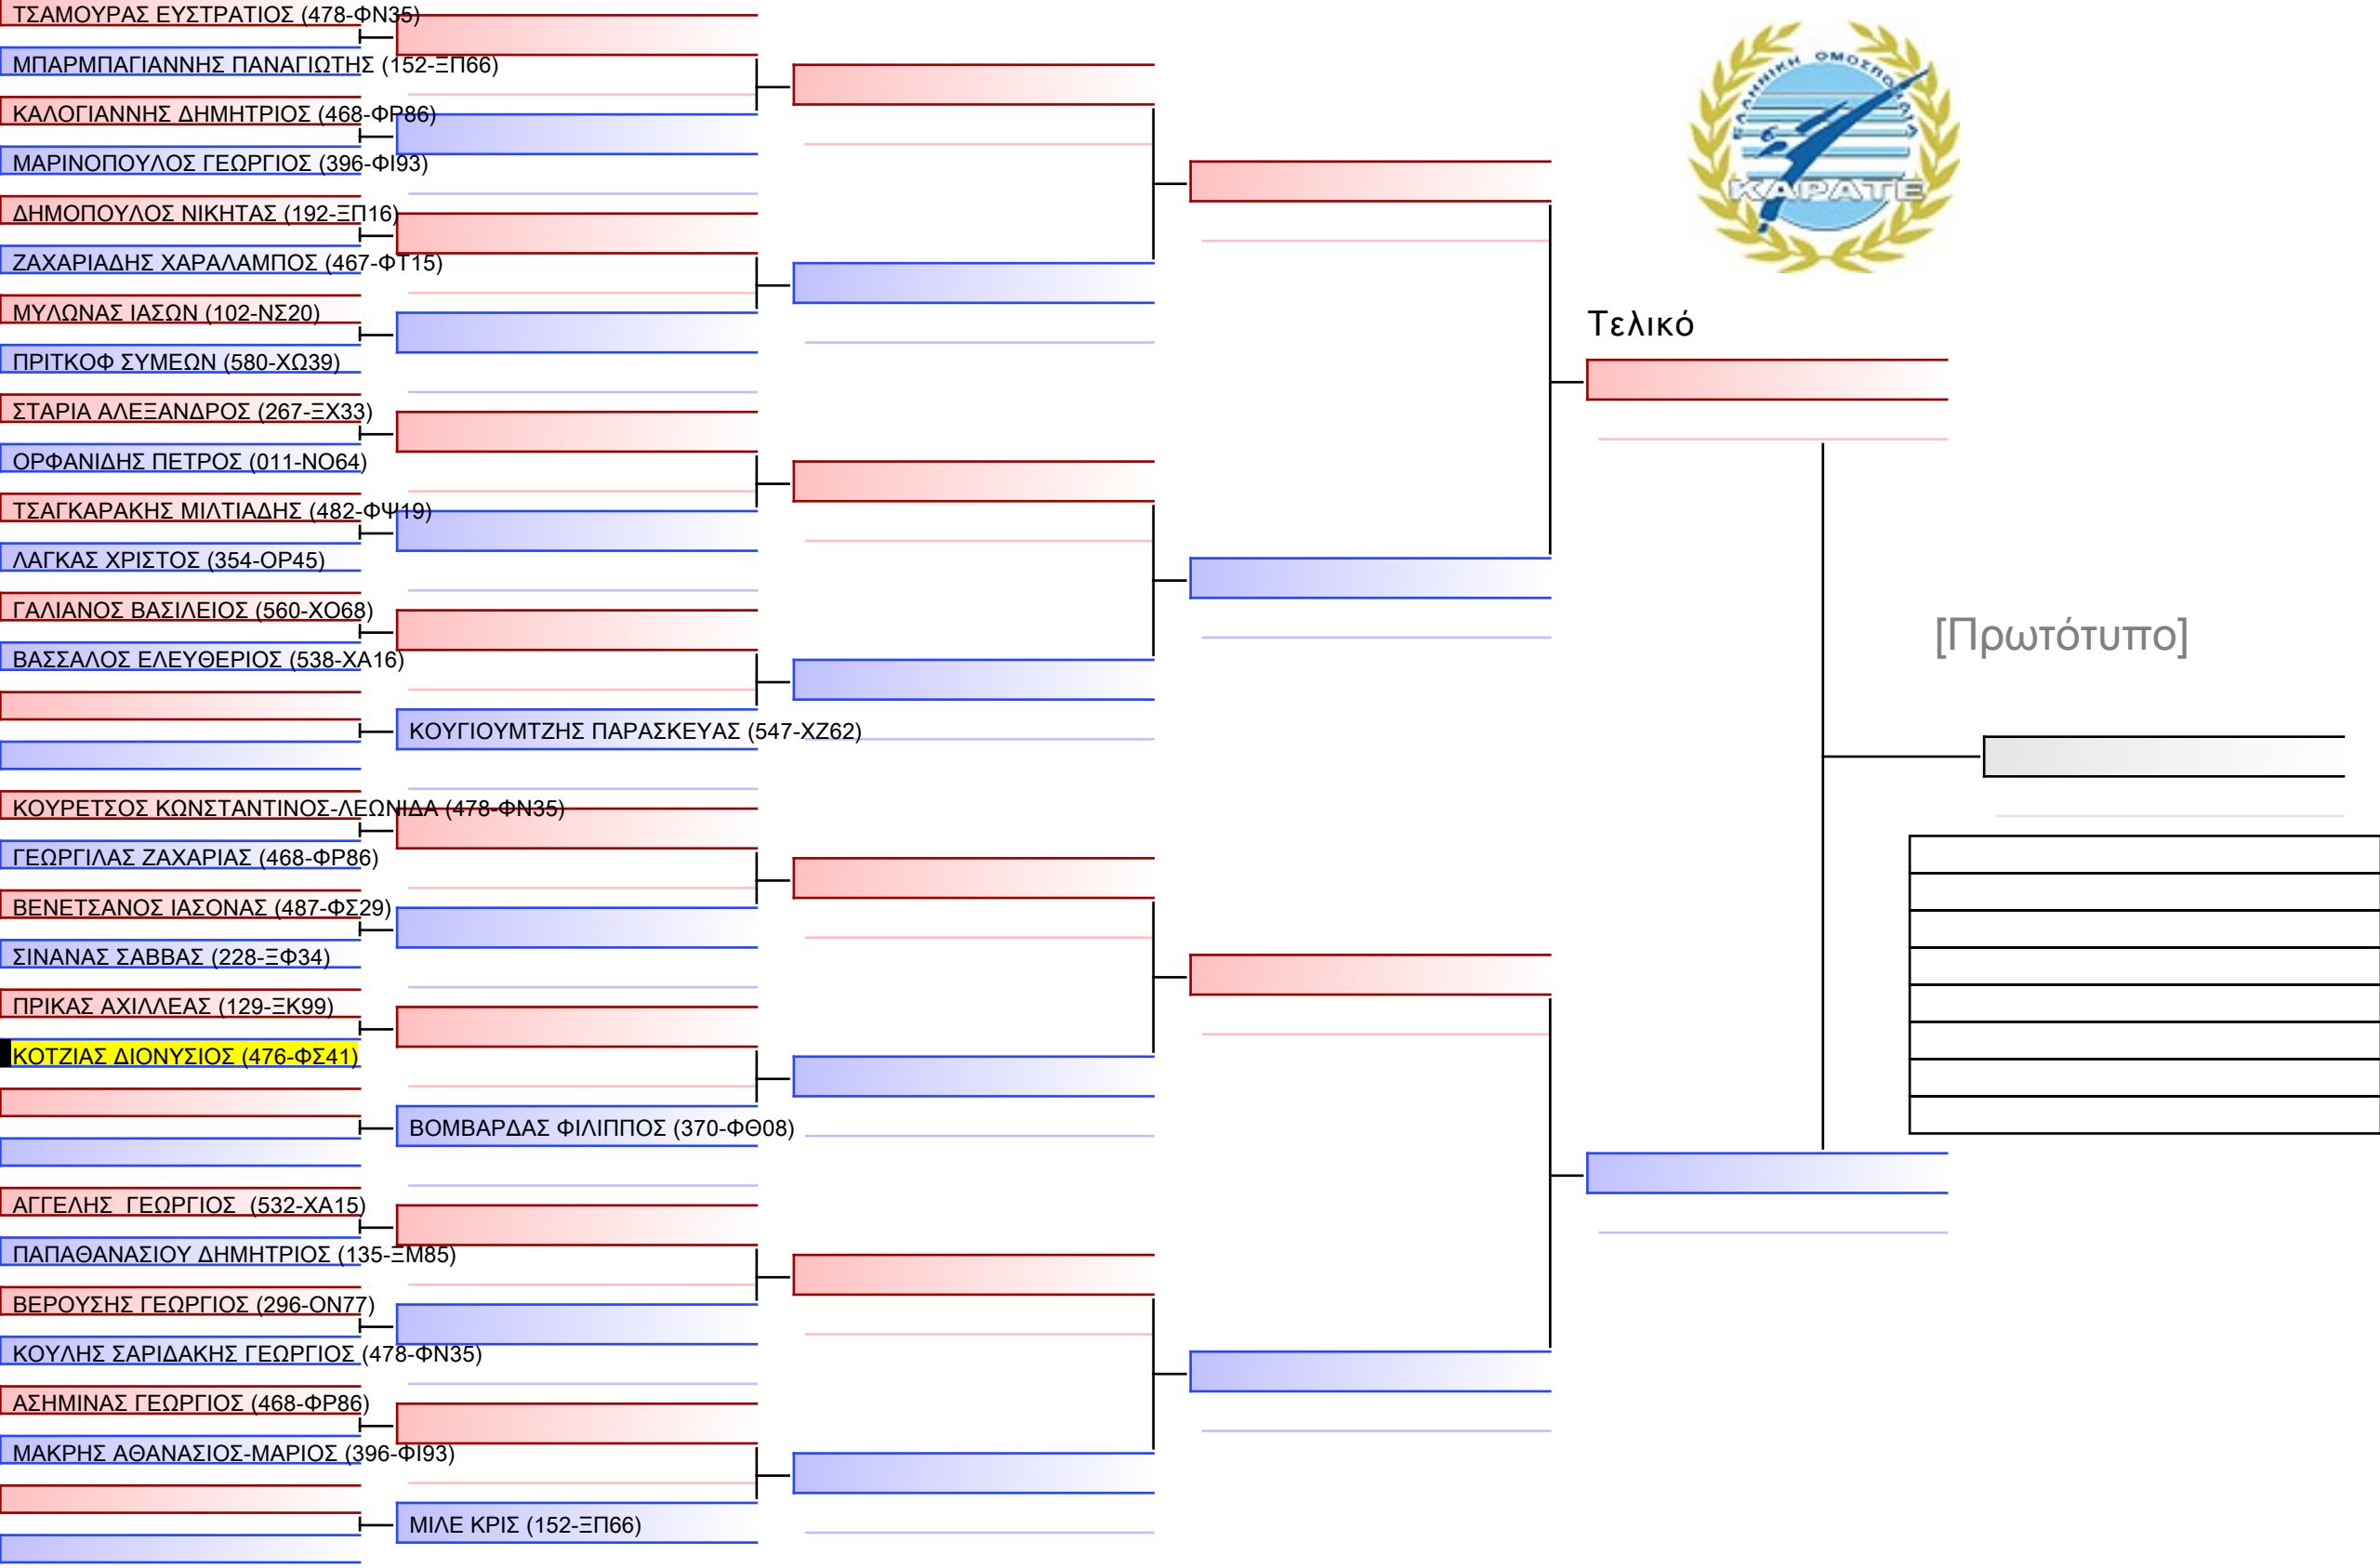 ΤΣΑΜΟΥΡΑΣ ΕΥΣΤΡΑΤΙΟΣ (478-ΦΝ35)
ΜΠΑΡΜΠΑΓΙΑΝΝΗΣ ΠΑΝΑΓΙΩΤΗΣ (152-ΞΠ66)
ΚΑΛΟΓΙΑΝΝΗΣ ΔΗΜΗΤΡΙΟΣ (468-ΦΡ86)
ΜΑΡΙΝΟΠΟΥΛΟΣ ΓΕΩΡΓΙΟΣ (396-ΦΙ93)
ΔΗΜΟΠΟΥΛΟΣ ΝΙΚΗΤΑΣ (192-ΞΠ16)
ΖΑΧΑΡΙΑΔΗΣ ΧΑΡΑΛΑΜΠΟΣ (467-ΦΤ15)
ΜΥΛΩΝΑΣ ΙΑΣΩΝ (102-ΝΣ20)
ΠΡΙΤΚΟΦ ΣΥΜΕΩΝ (580-ΧΩ39)
ΣΤΑΡΙΑ ΑΛΕΞΑΝΔΡΟΣ (267-ΞΧ33)
ΟΡΦΑΝΙΔΗΣ ΠΕΤΡΟΣ (011-ΝΟ64)
ΤΣΑΓΚΑΡΑΚΗΣ ΜΙΛΤΙΑΔΗΣ (482-ΦΨ19)
ΛΑΓΚΑΣ ΧΡΙΣΤΟΣ (354-ΟΡ45)
ΓΑΛΙΑΝΟΣ ΒΑΣΙΛΕΙΟΣ (560-ΧΟ68)
ΒΑΣΣΑΛΟΣ ΕΛΕΥΘΕΡΙΟΣ (538-ΧΑ16)
ΚΟΥΓΙΟΥΜΤΖΗΣ ΠΑΡΑΣΚΕΥΑΣ (547-ΧΖ62)
ΚΟΥΡΕΤΣΟΣ ΚΩΝΣΤΑΝΤΙΝΟΣ-ΛΕΩΝΙΔΑ (478-ΦΝ35)
ΓΕΩΡΓΙΛΑΣ ΖΑΧΑΡΙΑΣ (468-ΦΡ86)
ΒΕΝΕΤΣΑΝΟΣ ΙΑΣΟΝΑΣ (487-ΦΣ29)
ΣΙΝΑΝΑΣ ΣΑΒΒΑΣ (228-ΞΦ34)
ΠΡΙΚΑΣ ΑΧΙΛΛΕΑΣ (129-ΞΚ99)
ΚΟΤΖΙΑΣ ΔΙΟΝΥΣΙΟΣ (476-ΦΣ41)
ΒΟΜΒΑΡΔΑΣ ΦΙΛΙΠΠΟΣ (370-ΦΘ08)
ΑΓΓΕΛΗΣ  ΓΕΩΡΓΙΟΣ  (532-ΧΑ15)
ΠΑΠΑΘΑΝΑΣΙΟΥ ΔΗΜΗΤΡΙΟΣ (135-ΞΜ85)
ΒΕΡΟΥΣΗΣ ΓΕΩΡΓΙΟΣ (296-ΟΝ77)
ΚΟΥΛΗΣ ΣΑΡΙΔΑΚΗΣ ΓΕΩΡΓΙΟΣ (478-ΦΝ35)
ΑΣΗΜΙΝΑΣ ΓΕΩΡΓΙΟΣ (468-ΦΡ86)
ΜΑΚΡΗΣ ΑΘΑΝΑΣΙΟΣ-ΜΑΡΙΟΣ (396-ΦΙ93)
ΜΙΛΕ ΚΡΙΣ (152-ΞΠ66)
ΕΛΛΗΝΙΚΗ ΟΜΟΣΠΟΝΔΙΑ
ΚΑΡΑΤΕ
Τελικό
[Πρωτότυπο]